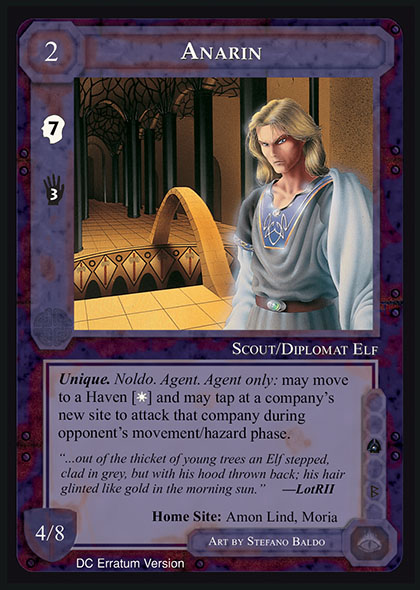 2
ANARIN
7
3
SCOUT/DIPLOMAT ELF
Unique. Noldo. Agent. Agent only: may move
to a Haven [✷] and may tap at a company's
new site to attack that company during
opponent's movement/hazard phase.
“...out of the thicket of young trees an Elf stepped,
clad in grey, but with his hood thrown back; his hair
glinted like gold in the morning sun.” —LotRII
Home Site: Amon Lind, Moria
4/8
ART BY STEFANO BALDO
DC Erratum Version